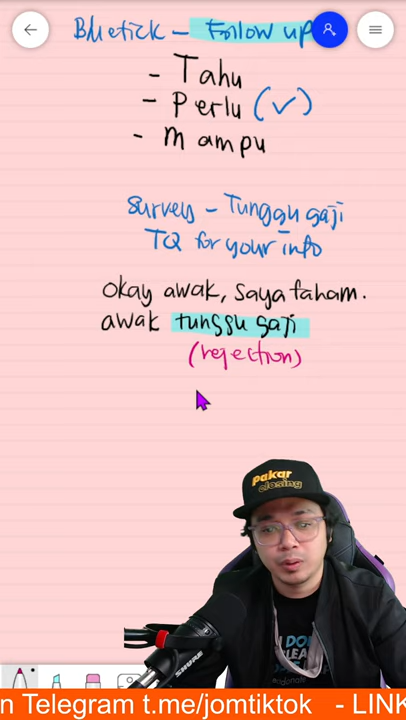 Bluetick - Follow up
- Tahu
- Perlu (✓)
- Mampu
Survey - Tunggu gaji
TQ for your info
okay awak, saya faham.
awak tunggu gaji
(rejection)
pakar
closing
SHURE
n Telegram t.me/jomtiktok - LINK